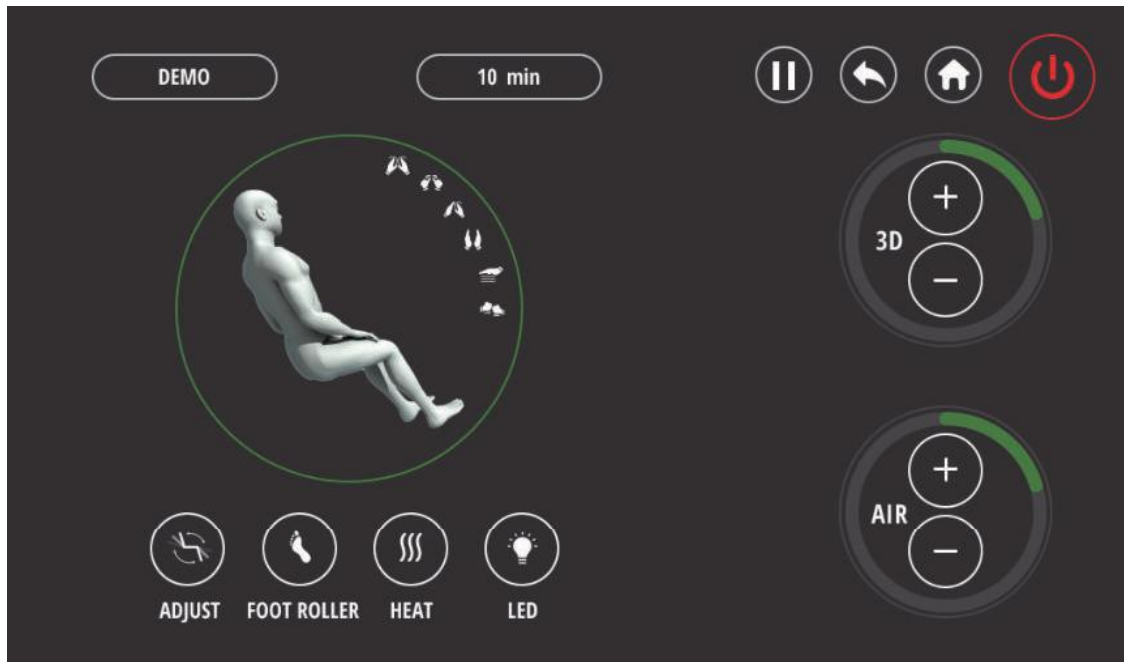 DEMO
10 min
3D
AIR
ADJUST
FOOT ROLLER
HEAT
LED